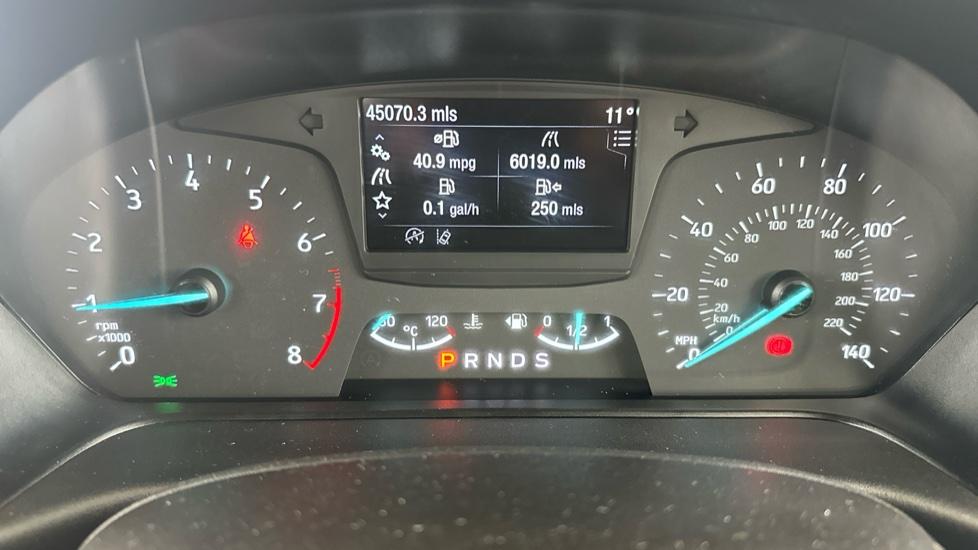 45070.3 mls 11°
40.9 mpg 6019.0 mls
0.1 gal/h 250 mls
0 1 2 3 4 5 6 7 8
rpm
x1000
60 120
°C
0 1/2 1
P R N D S
0 20 40 60 80 100 120 140
MPH
0 20 40 60 80 100 120 140 160 180 200 220
km/h